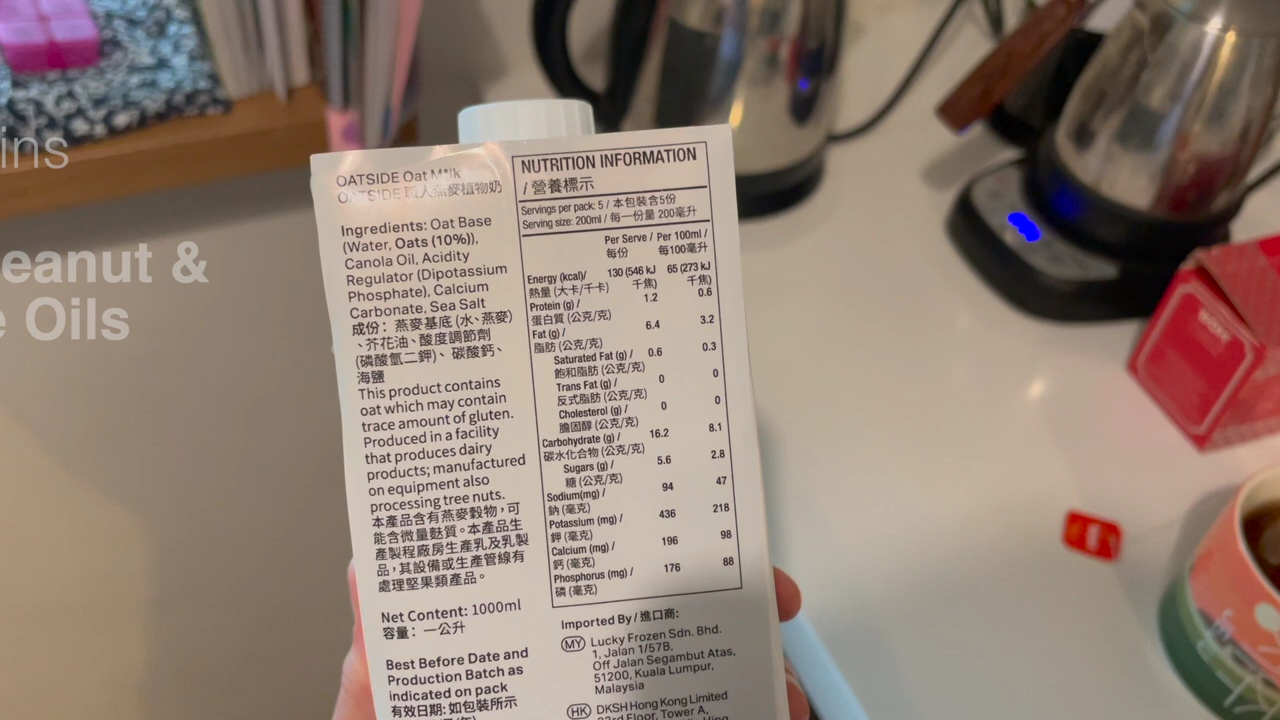 ins
eanut &
Oils
OATSIDE Oat M*lk
OATSIDE 職人燕麥植物奶
Ingredients: Oat Base
(Water, Oats (10%)),
Canola Oil, Acidity
Regulator (Dipotassium
Phosphate), Calcium
Carbonate, Sea Salt
成份：燕麥基底 (水、燕麥)
、芥花油、酸度調節劑
(磷酸氫二鉀)、碳酸鈣、
海鹽
This product contains
oat which may contain
trace amount of gluten.
Produced in a facility
that produces dairy
products; manufactured
on equipment also
processing tree nuts.
本產品含有燕麥穀物，可
能含微量麩質。本產品生
產製程廠房生產乳及乳製
品，其設備或生產管線有
處理堅果類產品。
Net Content: 1000ml
容量：一公升
Best Before Date and
Production Batch as
indicated on pack
有效日期: 如包裝所示
NUTRITION INFORMATION
/ 營養標示
Servings per pack: 5 / 本包裝含5份
Serving size: 200ml / 每一份量 200毫升
Per Serve / Per 100ml /
每份 每100毫升
Energy (kcal)/ 130 (546 kJ 65 (273 kJ
熱量 (大卡/千卡) 千焦) 千焦)
Protein (g) / 1.2 0.6
蛋白質 (公克/克)
Fat (g) / 6.4 3.2
脂肪 (公克/克)
Saturated Fat (g) / 0.6 0.3
飽和脂肪 (公克/克)
Trans Fat (g) / 0 0
反式脂肪 (公克/克)
Cholesterol (g) / 0 0
膽固醇 (公克/克)
Carbohydrate (g) / 16.2 8.1
碳水化合物 (公克/克)
Sugars (g) / 5.6 2.8
糖 (公克/克)
Sodium(mg) / 94 47
鈉 (毫克)
Potassium (mg) / 436 218
鉀 (毫克)
Calcium (mg) / 196 98
鈣 (毫克)
Phosphorus (mg) / 176 88
磷 (毫克)
Imported By / 進口商:
MY Lucky Frozen Sdn. Bhd.
1, Jalan 1/57B,
Off Jalan Segambut Atas,
51200, Kuala Lumpur,
Malaysia
HK DKSH Hong Kong Limited
Floor, Tower A,